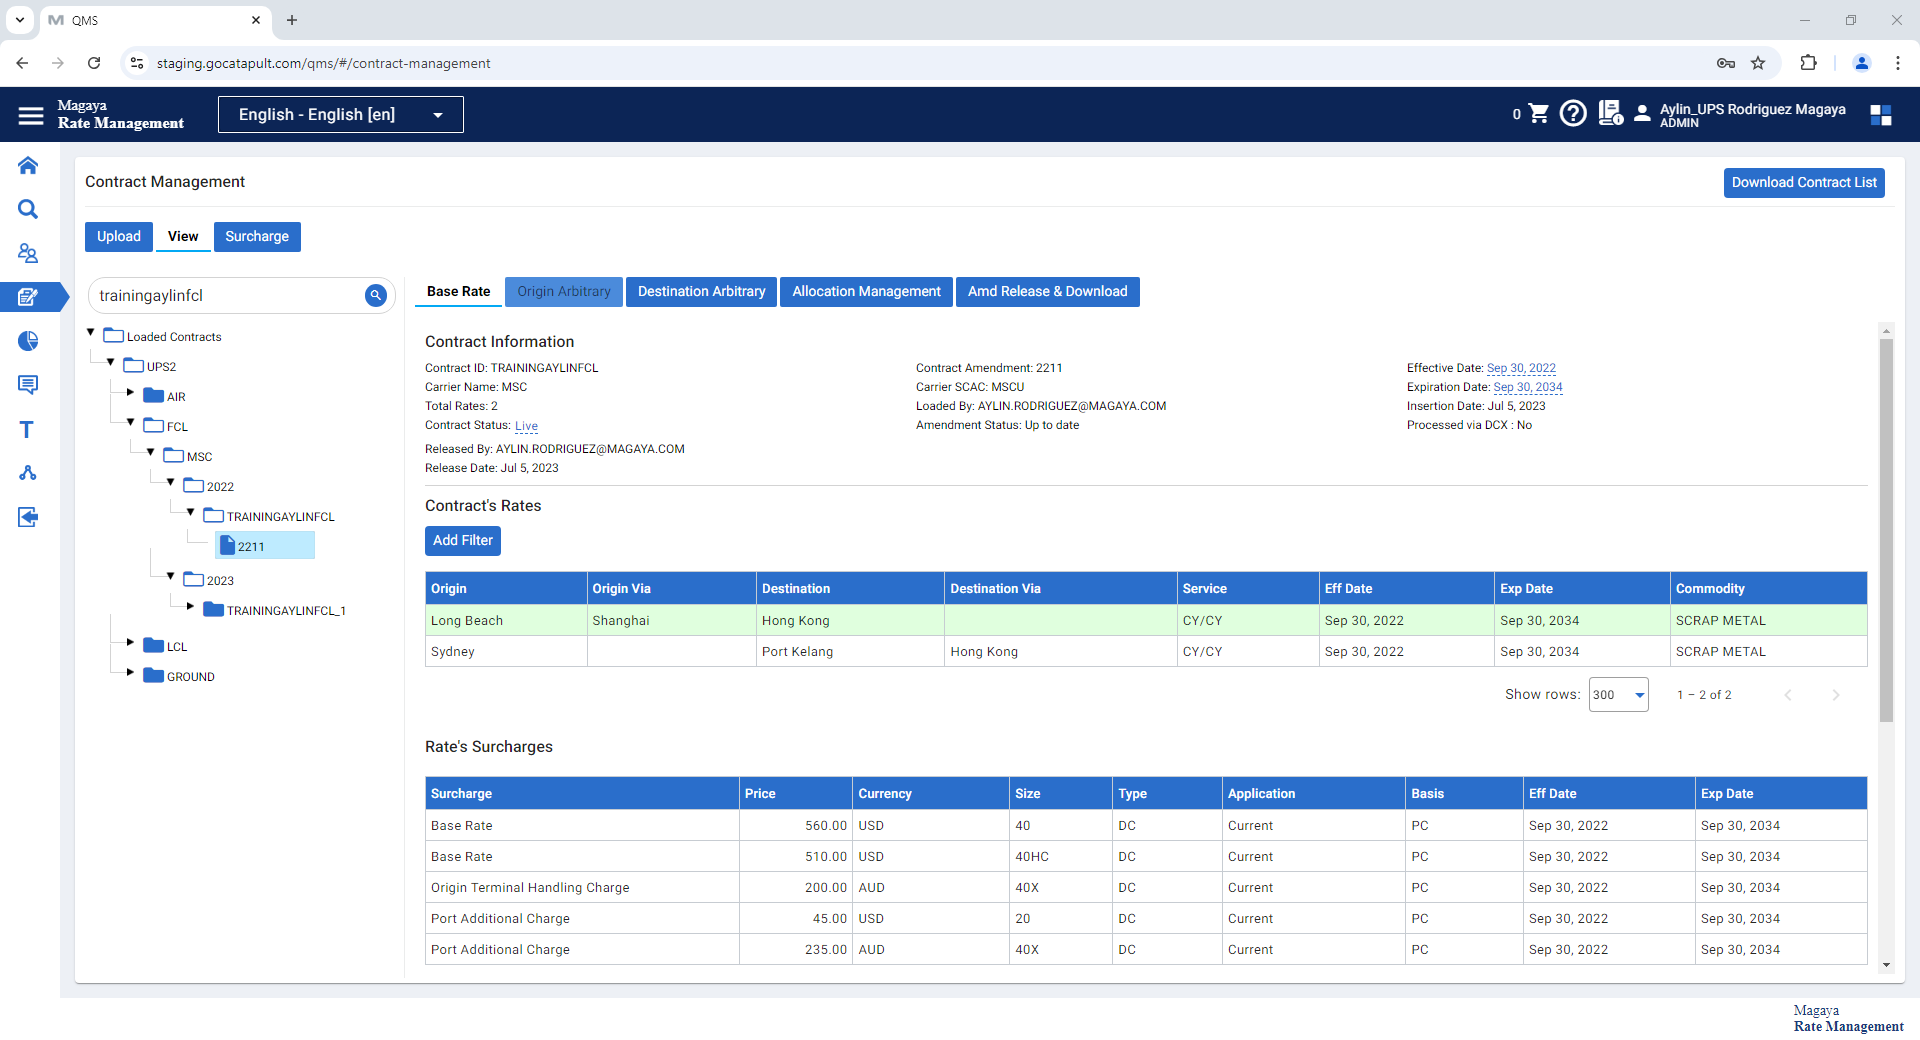 QMS
staging.gocatapult.com/qms/#/contract-management
Magaya
Rate Management
English - English [en]
0
Aylin_UPS Rodriguez Magaya
ADMIN
Contract Management
Download Contract List
Upload
View
Surcharge
trainingaylinfcl
Loaded Contracts
UPS2
AIR
FCL
MSC
2022
TRAININGAYLINFCL
2211
2023
TRAININGAYLINFCL_1
LCL
GROUND
Base Rate
Origin Arbitrary
Destination Arbitrary
Allocation Management
Amd Release & Download
Contract Information
Contract ID: TRAININGAYLINFCL
Contract Amendment: 2211
Effective Date: Sep 30, 2022
Carrier Name: MSC
Carrier SCAC: MSCU
Expiration Date: Sep 30, 2034
Total Rates: 2
Loaded By: AYLIN.RODRIGUEZ@MAGAYA.COM
Insertion Date: Jul 5, 2023
Contract Status: Live
Amendment Status: Up to date
Processed via DCX : No
Released By: AYLIN.RODRIGUEZ@MAGAYA.COM
Release Date: Jul 5, 2023
Contract's Rates
Add Filter
Origin Origin Via Destination Destination Via Service Eff Date Exp Date Commodity
Long Beach Shanghai Hong Kong CY/CY Sep 30, 2022 Sep 30, 2034 SCRAP METAL
Sydney Port Kelang Hong Kong CY/CY Sep 30, 2022 Sep 30, 2034 SCRAP METAL
Show rows: 300 1 – 2 of 2
Rate's Surcharges
Surcharge Price Currency Size Type Application Basis Eff Date Exp Date
Base Rate 560.00 USD 40 DC Current PC Sep 30, 2022 Sep 30, 2034
Base Rate 510.00 USD 40HC DC Current PC Sep 30, 2022 Sep 30, 2034
Origin Terminal Handling Charge 200.00 AUD 40X DC Current PC Sep 30, 2022 Sep 30, 2034
Port Additional Charge 45.00 USD 20 DC Current PC Sep 30, 2022 Sep 30, 2034
Port Additional Charge 235.00 AUD 40X DC Current PC Sep 30, 2022 Sep 30, 2034
Magaya
Rate Management